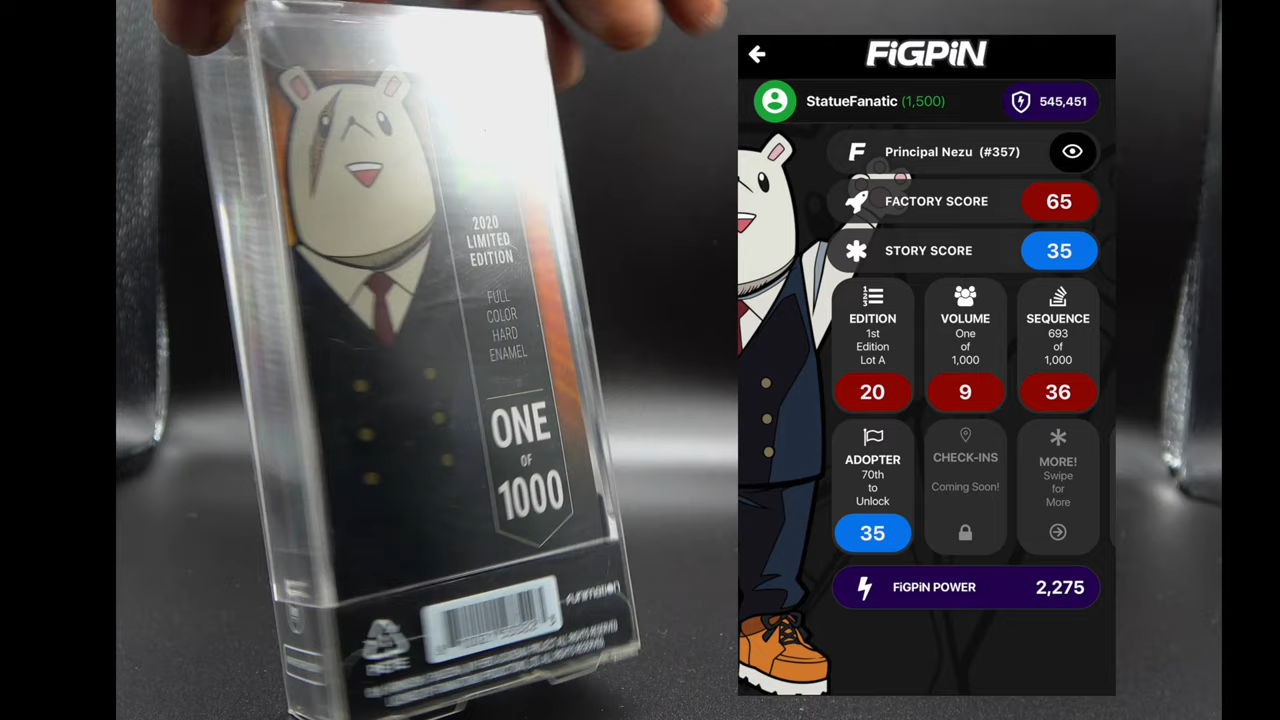 2020
LIMITED
EDITION
FULL
COLOR
HARD
ENAMEL
ONE
OF
1000
FUNIMATION
FiGPiN
StatueFanatic (1,500)
545,451
F
Principal Nezu (#357)
FACTORY SCORE
65
STORY SCORE
35
EDITION
1st
Edition
Lot A
20
VOLUME
One
of
1,000
9
SEQUENCE
693
of
1,000
36
ADOPTER
70th
to
Unlock
35
CHECK-INS
Coming Soon!
MORE!
Swipe
for
More
FiGPiN POWER
2,275